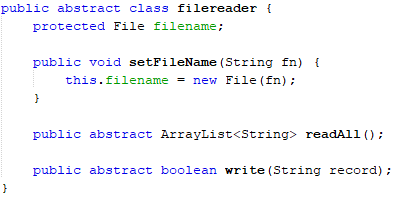 public abstract class filereader {
protected File filename;
public void setFileName(String fn) {
this.filename = new File(fn);
}
public abstract ArrayList<String> readAll();
public abstract boolean write(String record);
}